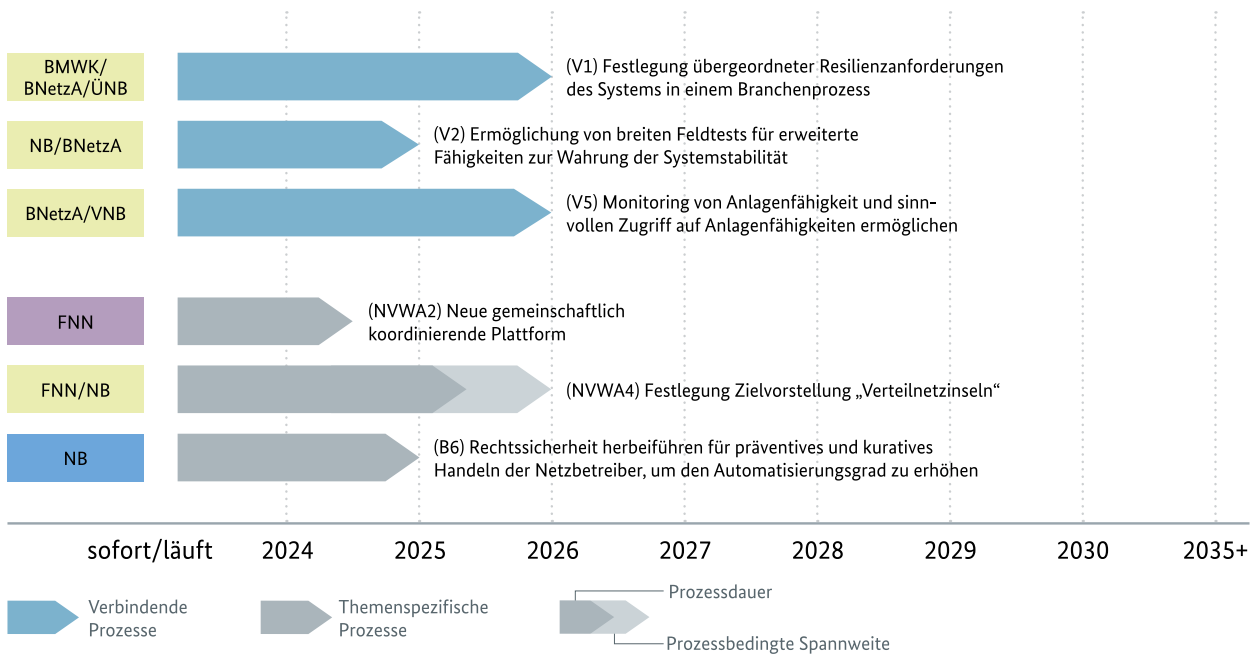 BMWK/
BNetzA/ÜNB
(V1) Festlegung übergeordneter Resilienzanforderungen
des Systems in einem Branchenprozess
NB/BNetzA
(V2) Ermöglichung von breiten Feldtests für erweiterte
Fähigkeiten zur Wahrung der Systemstabilität
BNetzA/VNB
(V5) Monitoring von Anlagenfähigkeit und sinn-
vollen Zugriff auf Anlagenfähigkeiten ermöglichen
FNN
(NVWA2) Neue gemeinschaftlich
koordinierende Plattform
FNN/NB
(NVWA4) Festlegung Zielvorstellung „Verteilnetzinseln“
NB
(B6) Rechtssicherheit herbeiführen für präventives und kuratives
Handeln der Netzbetreiber, um den Automatisierungsgrad zu erhöhen
sofort/läuft 2024 2025 2026 2027 2028 2029 2030 2035+
Verbindende
Prozesse
Themenspezifische
Prozesse
Prozessdauer
Prozessbedingte Spannweite